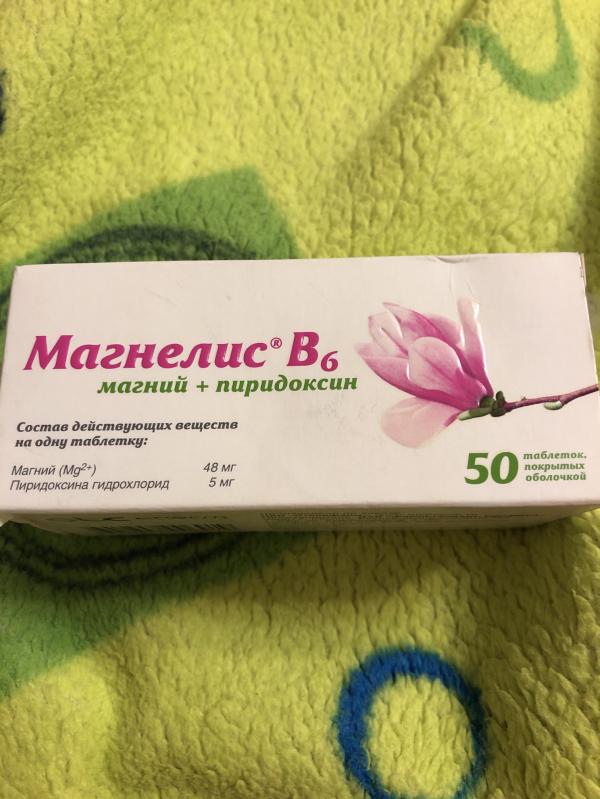 Магнелис® B6
магний + пиридоксин
Состав действующих веществ
на одну таблетку:
Магний (Mg2+) 48 мг
Пиридоксина гидрохлорид 5 мг
50 таблеток,
покрытых
оболочкой